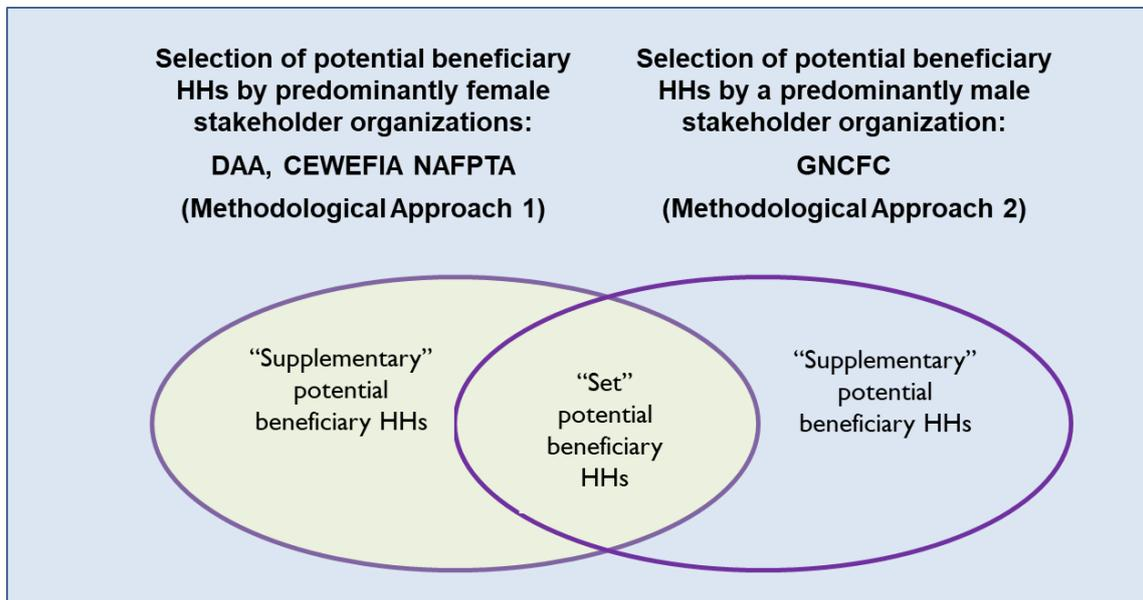 Selection of potential beneficiary
HHs by predominantly female
stakeholder organizations:
DAA, CEWEFIA NAFPTA
(Methodological Approach 1)
Selection of potential beneficiary
HHs by a predominantly male
stakeholder organization:
GNCFC
(Methodological Approach 2)
“Supplementary”
potential
beneficiary HHs
“Set”
potential
beneficiary
HHs
“Supplementary”
potential
beneficiary HHs